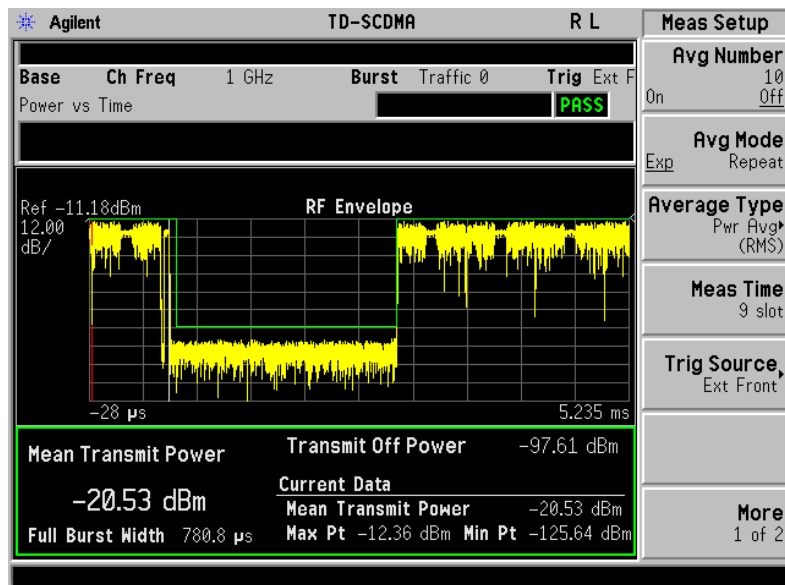 Agilent TD-SCDMA R L Meas Setup
Base Ch Freq 1 GHz Burst Traffic 0 Trig Ext F
Power vs Time PASS
Ref -11.18dBm RF Envelope
12.00
dB/
-28 µs 5.235 ms
Mean Transmit Power
-20.53 dBm
Full Burst Width 780.8 µs
Transmit Off Power -97.61 dBm
Current Data
Mean Transmit Power -20.53 dBm
Max Pt -12.36 dBm Min Pt -125.64 dBm
Avg Number
10
On Off
Avg Mode
Exp Repeat
Average Type
Pwr Avg
(RMS)
Meas Time
9 slot
Trig Source
Ext Front
More
1 of 2